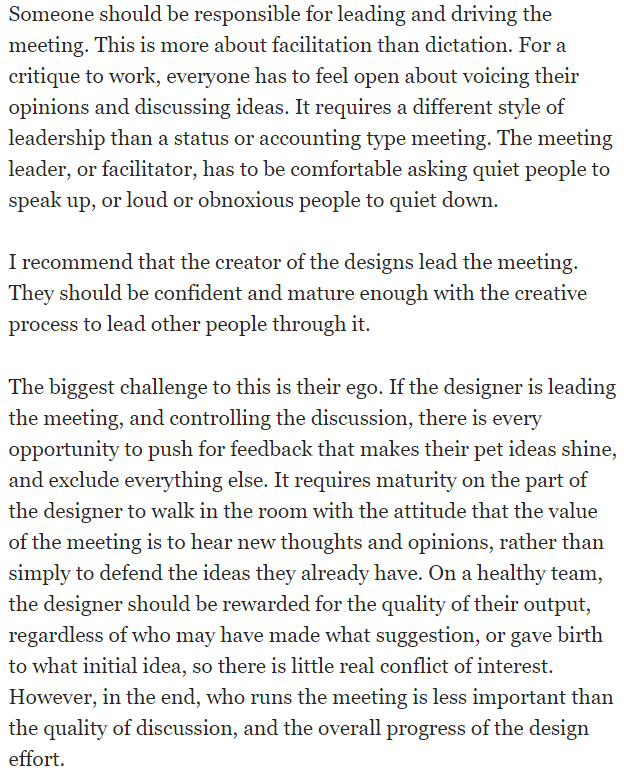 Someone should be responsible for leading and driving the
meeting. This is more about facilitation than dictation. For a
critique to work, everyone has to feel open about voicing their
opinions and discussing ideas. It requires a different style of
leadership than a status or accounting type meeting. The meeting
leader, or facilitator, has to be comfortable asking quiet people to
speak up, or loud or obnoxious people to quiet down.
I recommend that the creator of the designs lead the meeting.
They should be confident and mature enough with the creative
process to lead other people through it.
The biggest challenge to this is their ego. If the designer is leading
the meeting, and controlling the discussion, there is every
opportunity to push for feedback that makes their pet ideas shine,
and exclude everything else. It requires maturity on the part of
the designer to walk in the room with the attitude that the value
of the meeting is to hear new thoughts and opinions, rather than
simply to defend the ideas they already have. On a healthy team,
the designer should be rewarded for the quality of their output,
regardless of who may have made what suggestion, or gave birth
to what initial idea, so there is little real conflict of interest.
However, in the end, who runs the meeting is less important than
the quality of discussion, and the overall progress of the design
effort.